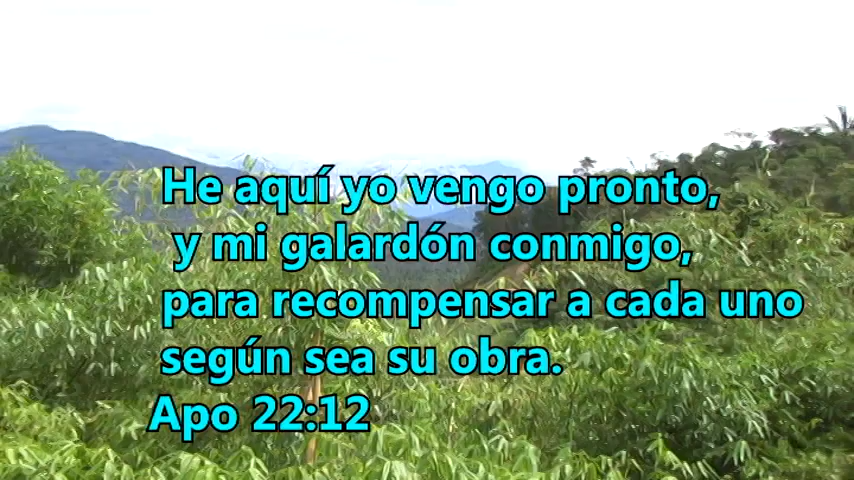 He aquí yo vengo pronto,
y mi galardón conmigo,
para recompensar a cada uno
según sea su obra.
Apo 22:12